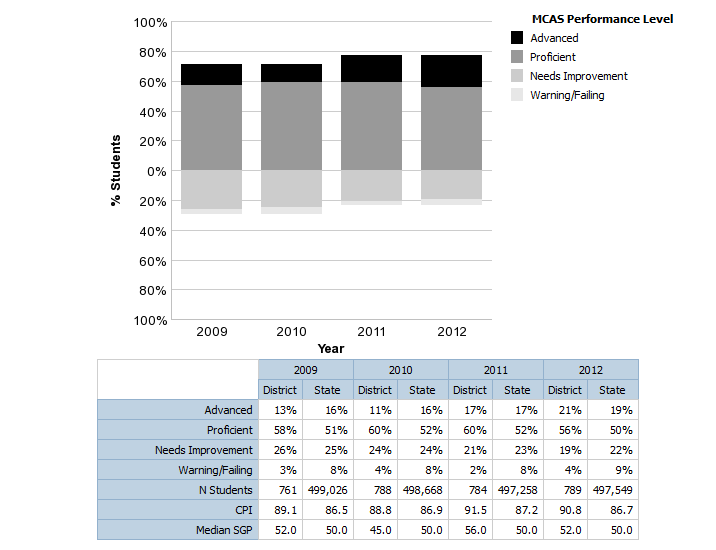 MCAS Performance Level
Advanced
Proficient
Needs Improvement
Warning/Failing
100%
80%
60%
40%
20%
0%
20%
40%
60%
80%
100%
% Students
2009 2010 2011 2012
Year
2009 2010 2011 2012
District State District State District State District State
Advanced 13% 16% 11% 16% 17% 17% 21% 19%
Proficient 58% 51% 60% 52% 60% 52% 56% 50%
Needs Improvement 26% 25% 24% 24% 21% 23% 19% 22%
Warning/Failing 3% 8% 4% 8% 2% 8% 4% 9%
N Students 761 499,026 788 498,668 784 497,258 789 497,549
CPI 89.1 86.5 88.8 86.9 91.5 87.2 90.8 86.7
Median SGP 52.0 50.0 45.0 50.0 56.0 50.0 52.0 50.0